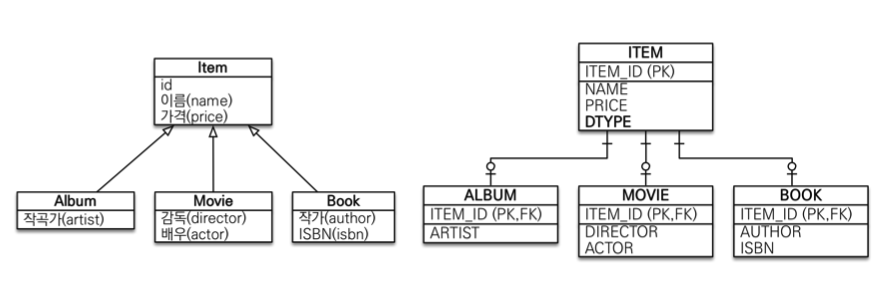 Item
id
이름(name)
가격(price)
Album
작곡가(artist)
Movie
감독(director)
배우(actor)
Book
작가(author)
ISBN(isbn)
ITEM
ITEM_ID (PK)
NAME
PRICE
DTYPE
ALBUM
ITEM_ID (PK,FK)
ARTIST
MOVIE
ITEM_ID (PK,FK)
DIRECTOR
ACTOR
BOOK
ITEM_ID (PK,FK)
AUTHOR
ISBN